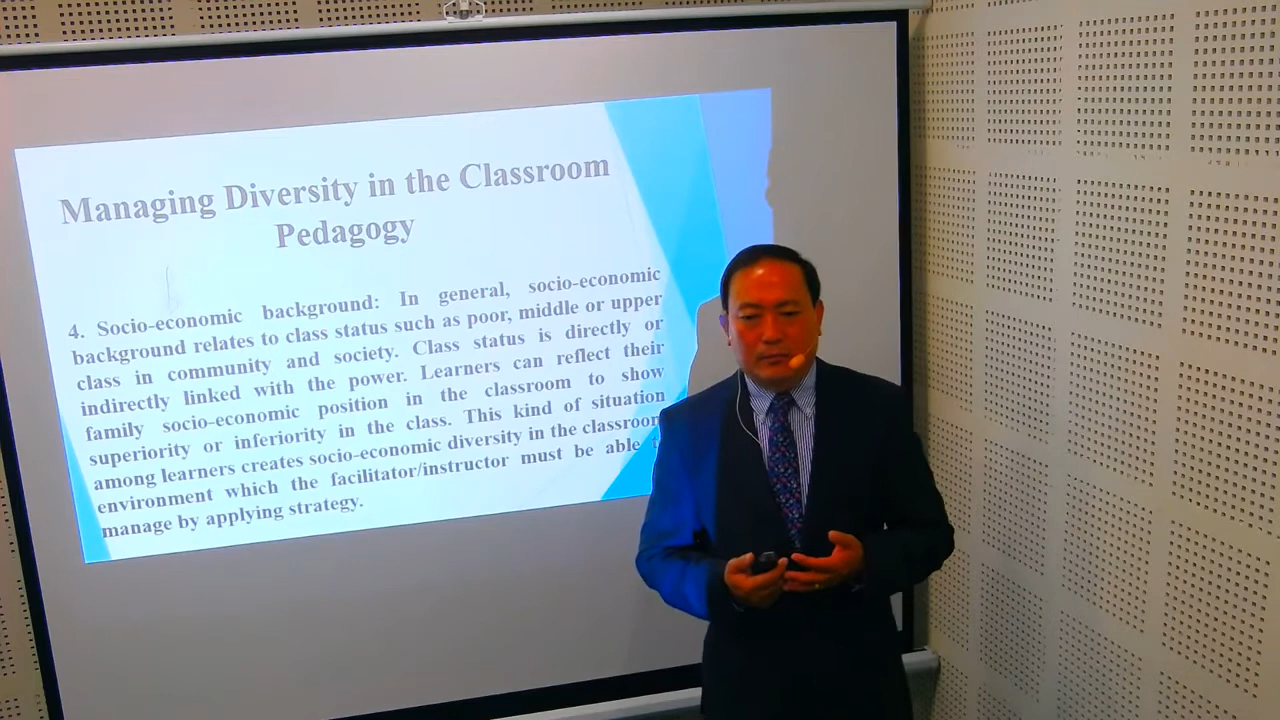 Managing Diversity in the Classroom
Pedagogy
4. Socio-economic background: In general, socio-economic
background relates to class status such as poor, middle or upper
class in community and society. Class status is directly or
indirectly linked with the power. Learners can reflect their
family socio-economic position in the classroom to show
superiority or inferiority in the class. This kind of situation
among learners creates socio-economic diversity in the classroom
environment which the facilitator/instructor must be able
manage by applying strategy.